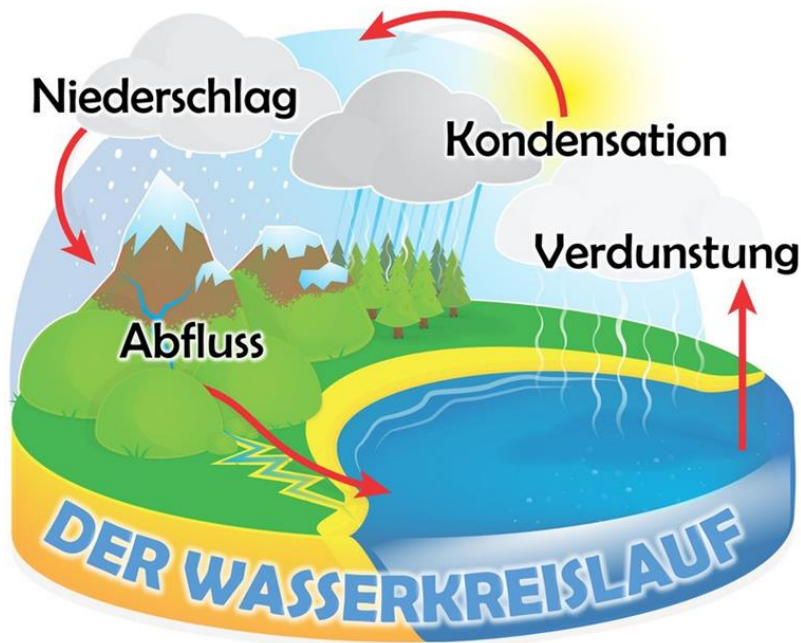 Niederschlag
Kondensation
Verdunstung
Abfluss
DER WASSERKREISLAUF